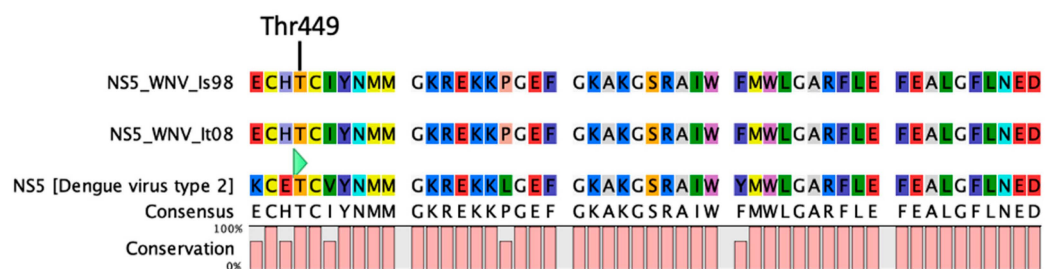 Thr449
NS5_WNV_Is98 ECHTCIYNMM GKREKKPGEF GKAKGSRAIW FMWLGARFLE FEALGFLNED
NS5_WNV_It08 ECHTCIYNMM GKREKKPGEF GKAKGSRAIW FMWLGARFLE FEALGFLNED
NS5 [Dengue virus type 2] KCETCVYNMM GKREKKLGEF GKAKGSRAIW YMWLGARFLE FEALGFLNED
Consensus ECHTCIYNMM GKREKKPGEF GKAKGSRAIW FMWLGARFLE FEALGFLNED
100%
Conservation
0%